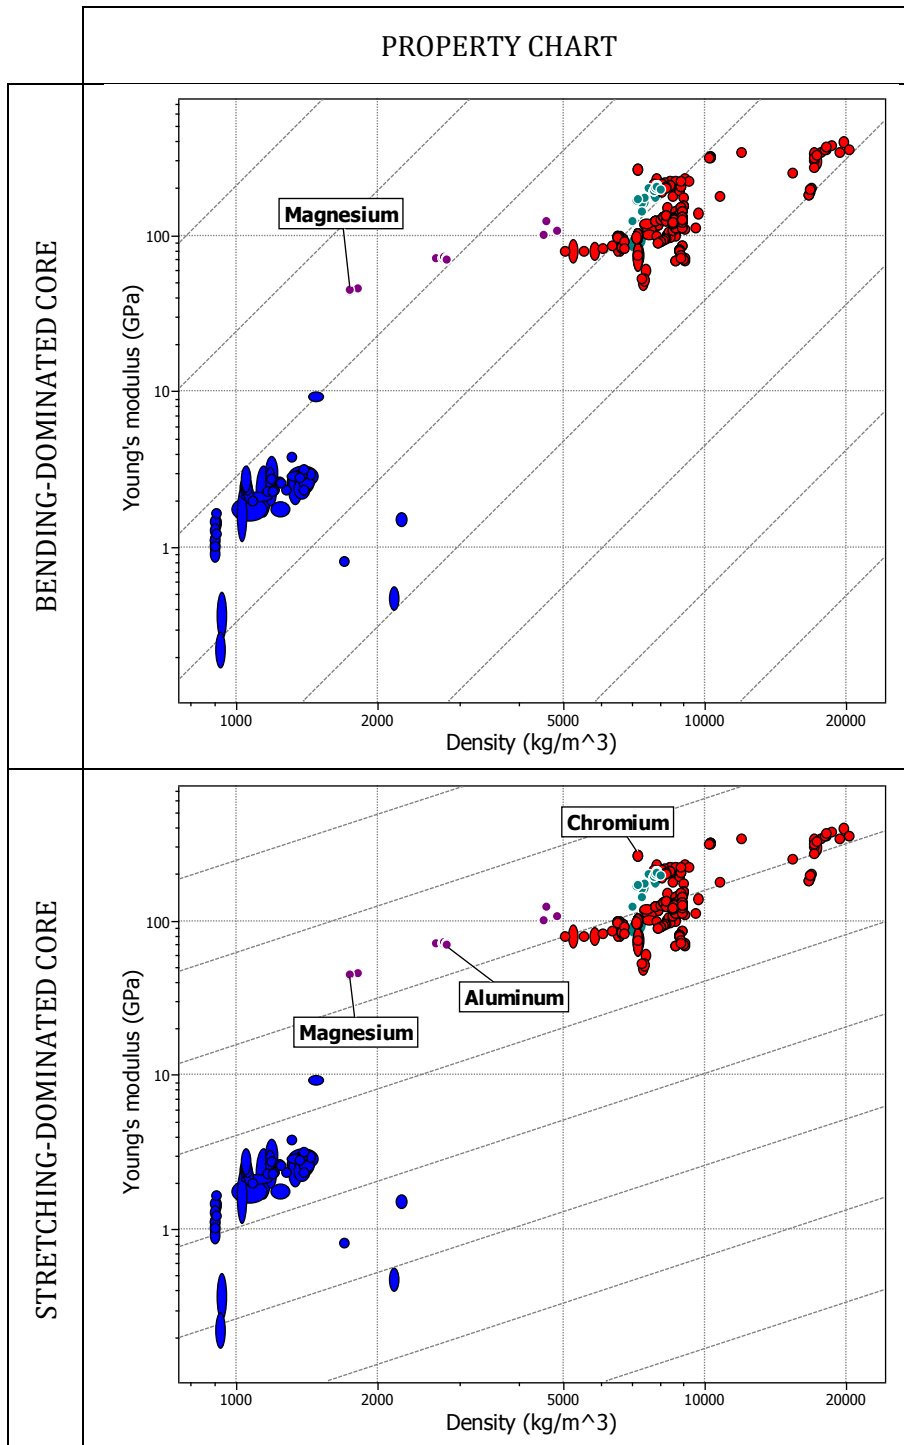 PROPERTY CHART
BENDING-DOMINATED CORE
Young's modulus (GPa)
100
10
1
Magnesium
1000
2000
5000
10000
20000
Density (kg/m^3)
STRETCHING-DOMINATED CORE
Young's modulus (GPa)
100
10
1
Chromium
Aluminum
Magnesium
1000
2000
5000
10000
20000
Density (kg/m^3)